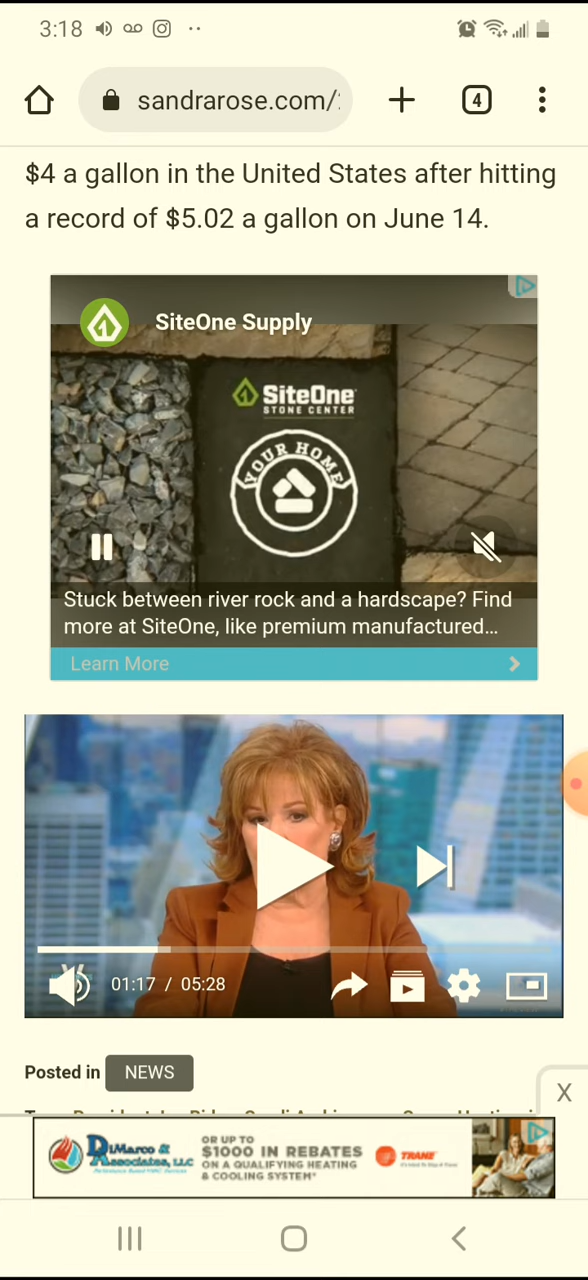 3:18
sandrarose.com/
4
$4 a gallon in the United States after hitting
a record of $5.02 a gallon on June 14.
SiteOne Supply
SiteOne
STONE CENTER
YOUR HOME
Stuck between river rock and a hardscape? Find
more at SiteOne, like premium manufactured...
Learn More
01:17 / 05:28
Posted in NEWS
X
DiMarco &
Associates, LLC
OR UP TO
$1000 IN REBATES
ON A QUALIFYING HEATING
& COOLING SYSTEM*
TRANE